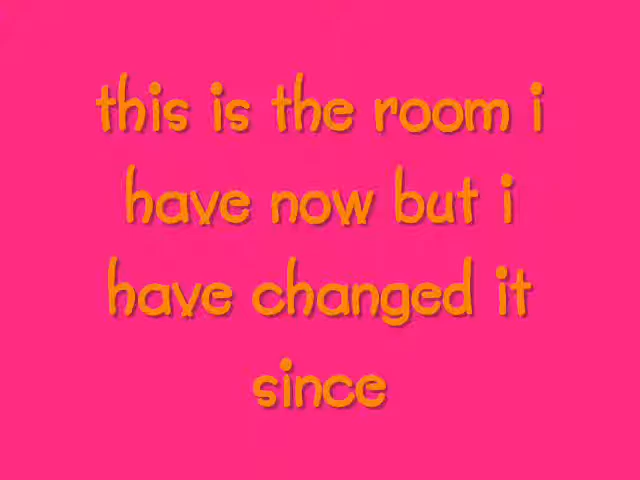 this is the room i
have now but i
have changed it
since